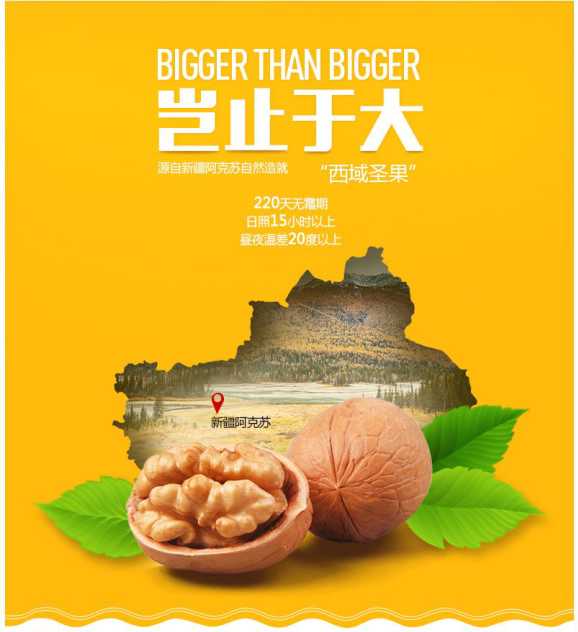 BIGGER THAN BIGGER
岂止于大
源自新疆阿克苏自然造就 “西域圣果”
220天无霜期
日照15小时以上
昼夜温差20度以上
新疆阿克苏